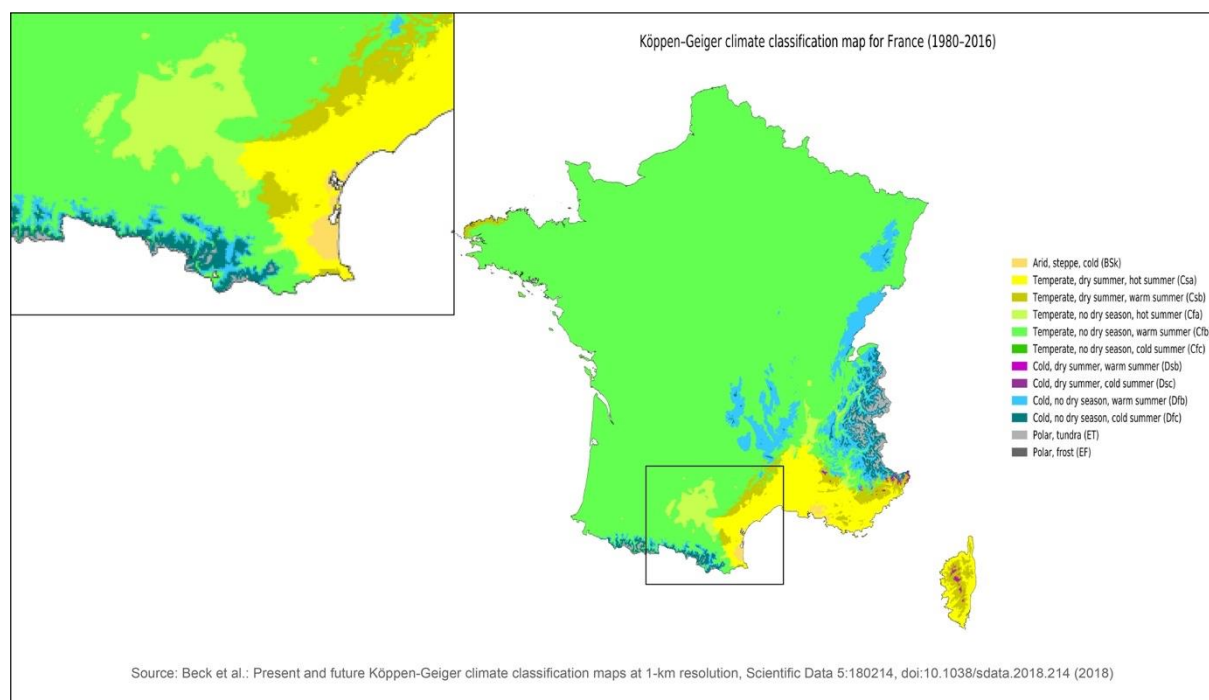 Köppen–Geiger climate classification map for France (1980–2016)
Arid, steppe, cold (BSk)
Temperate, dry summer, hot summer (Csa)
Temperate, dry summer, warm summer (Csb)
Temperate, no dry season, hot summer (Cfa)
Temperate, no dry season, warm summer (Cfb
Temperate, no dry season, cold summer (Cfc)
Cold, dry summer, warm summer (Dsb)
Cold, dry summer, cold summer (Dsc)
Cold, no dry season, warm summer (Dfb)
Cold, no dry season, cold summer (Dfc)
Polar, tundra (ET)
Polar, frost (EF)
Source: Beck et al.: Present and future Köppen-Geiger climate classification maps at 1-km resolution, Scientific Data 5:180214, doi:10.1038/sdata.2018.214 (2018)